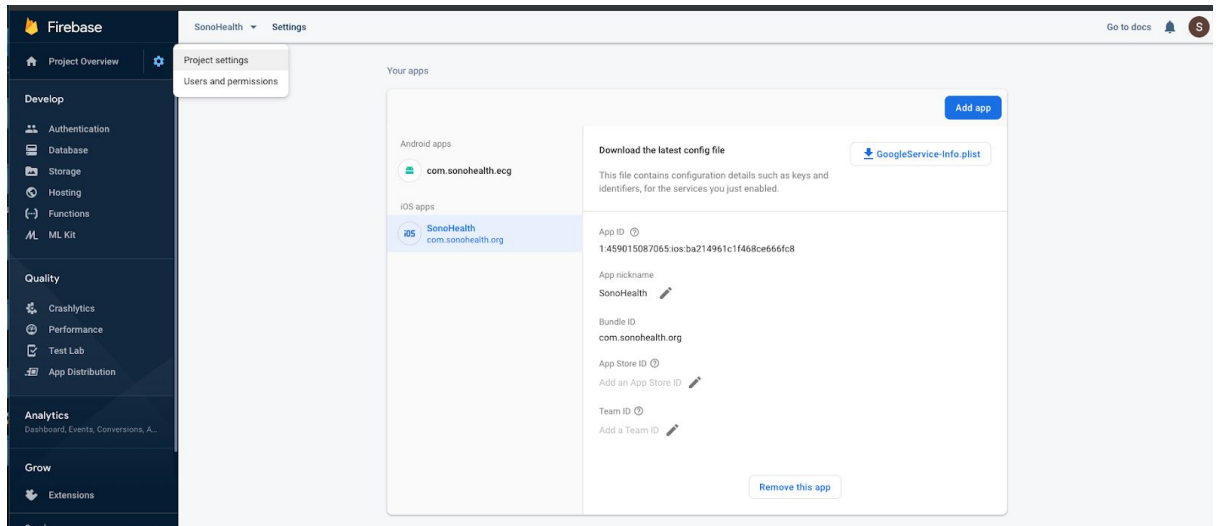 Firebase
SonoHealth
Settings
Go to docs
S
Project Overview
Project settings
Users and permissions
Develop
Authentication
Database
Storage
Hosting
Functions
ML Kit
Quality
Crashlytics
Performance
Test Lab
App Distribution
Analytics
Dashboard, Events, Conversions, A...
Grow
Extensions
Your apps
Add app
Android apps
com.sonohealth.ecg
iOS apps
iOS
SonoHealth
com.sonohealth.org
Download the latest config file
GoogleService-Info.plist
This file contains configuration details such as keys and
identifiers, for the services you just enabled.
App ID
1:459015087065:ios:ba214961c1f468ce666fc8
App nickname
SonoHealth
Bundle ID
com.sonohealth.org
App Store ID
Add an App Store ID
Team ID
Add a Team ID
Remove this app